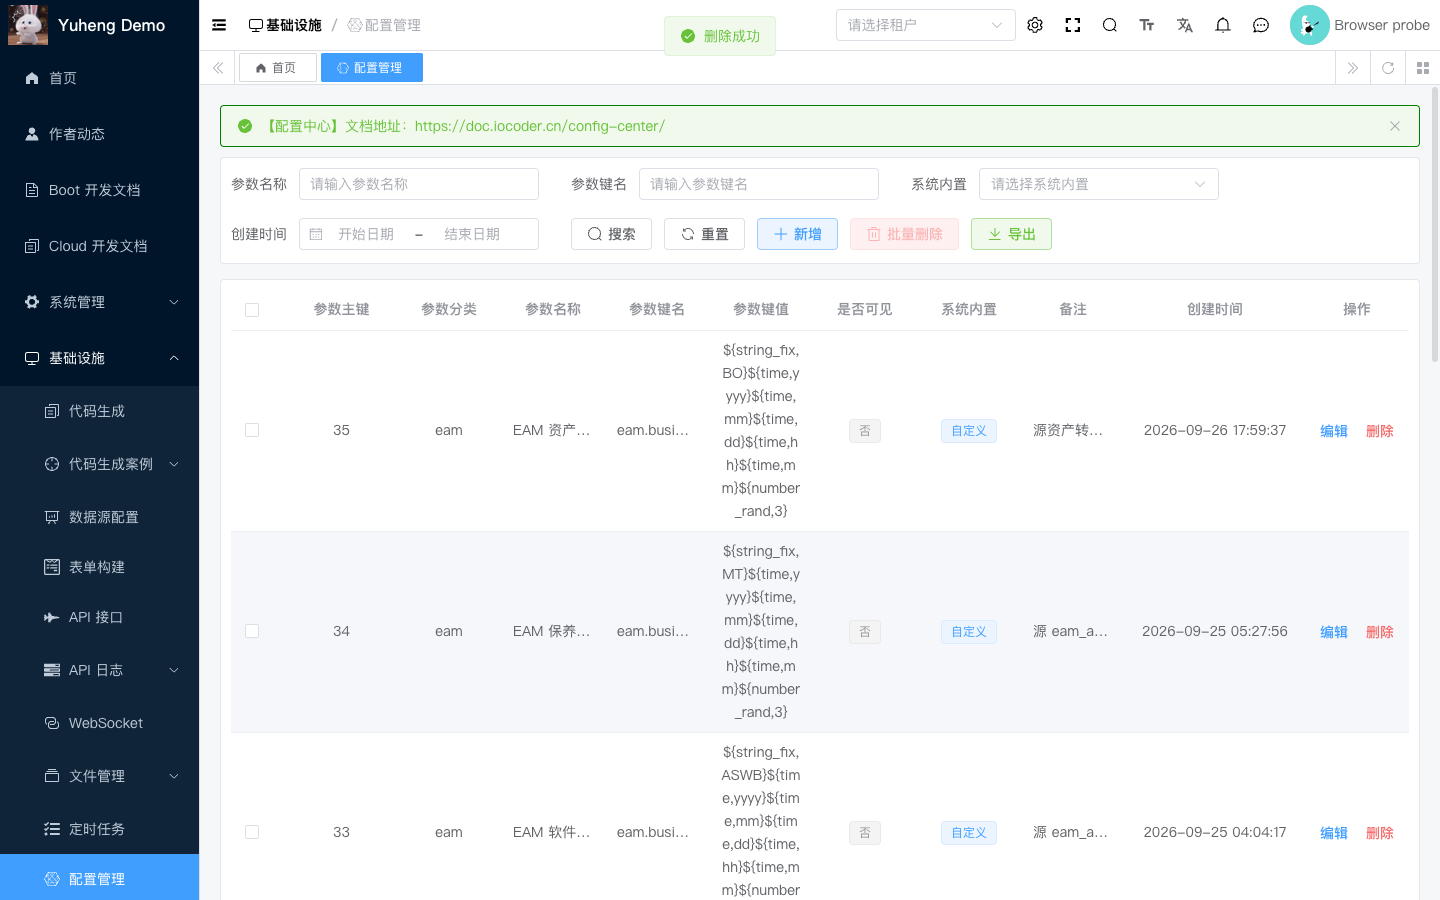 Yuheng Demo
首页
作者动态
Boot 开发文档
Cloud 开发文档
系统管理
基础设施
代码生成
代码生成案例
数据源配置
表单构建
API 接口
API 日志
WebSocket
文件管理
定时任务
配置管理
基础设施 / 配置管理
删除成功
请选择租户
Browser probe
首页
配置管理
【配置中心】文档地址：https://doc.iocoder.cn/config-center/
参数名称 请输入参数名称 参数键名 请输入参数键名 系统内置 请选择系统内置
创建时间 开始日期 - 结束日期 搜索 重置 新增 批量删除 导出
参数主键 参数分类 参数名称 参数键名 参数键值 是否可见 系统内置 备注 创建时间 操作
${string_fix,
BO}${time,y
yyy}${time,
mm}${time,
35 eam EAM 资产... eam.busi... dd}${time,h 否 自定义 源资产转... 2026-09-26 17:59:37 编辑 删除
h}${time,m
m}${number
_rand,3}
${string_fix,
MT}${time,y
yyy}${time,
mm}${time,
34 eam EAM 保养... eam.busi... dd}${time,h 否 自定义 源 eam_a... 2026-09-25 05:27:56 编辑 删除
h}${time,m
m}${number
_rand,3}
${string_fix,
ASWB}${tim
e,yyyy}${tim
e,mm}${tim
33 eam EAM 软件... eam.busi... e,dd}${time, 否 自定义 源 eam_a... 2026-09-25 04:04:17 编辑 删除
hh}${time,m
m}${number